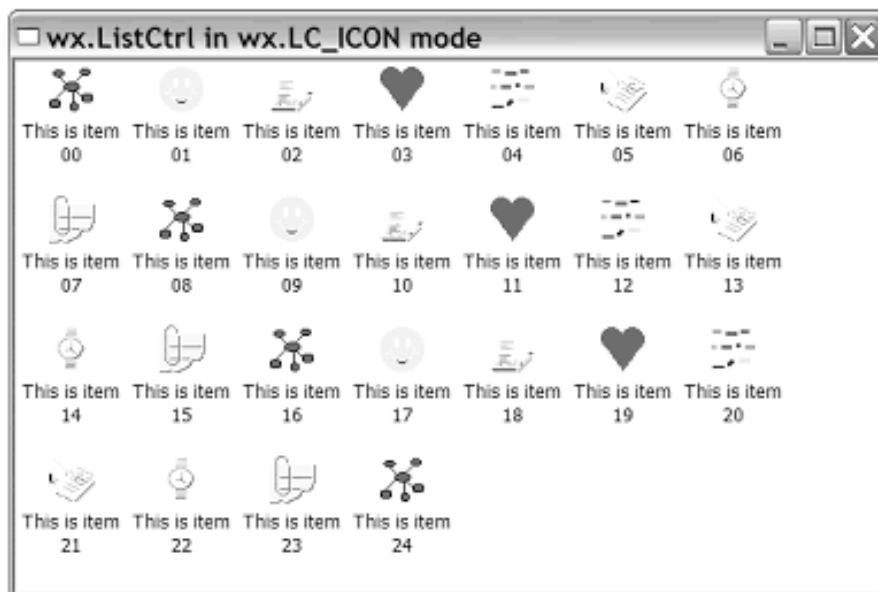 wx.ListCtrl in wx.LC_ICON mode
This is item This is item This is item This is item This is item This is item This is item
00 01 02 03 04 05 06
This is item This is item This is item This is item This is item This is item This is item
07 08 09 10 11 12 13
This is item This is item This is item This is item This is item This is item This is item
14 15 16 17 18 19 20
This is item This is item This is item This is item
21 22 23 24